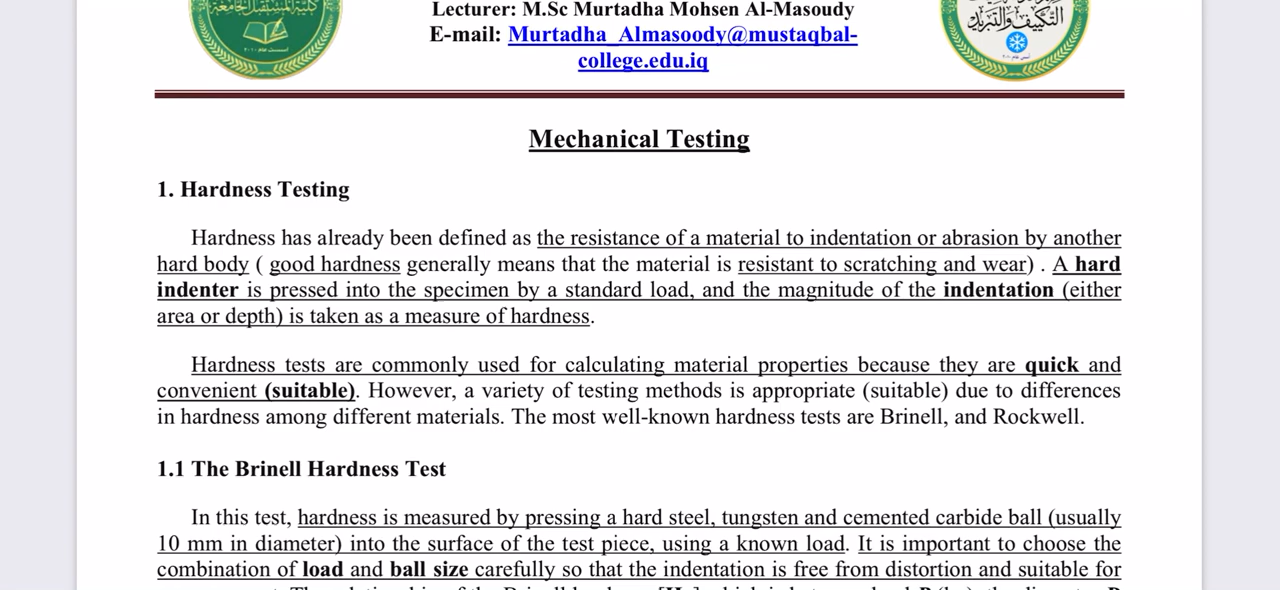 كلية المستقبل الجامعة
Lecturer: M.Sc Murtadha Mohsen Al-Masoudy
E-mail: Murtadha_Almasoody@mustaqbal-
college.edu.iq
التكييف والتبريد
Mechanical Testing
1. Hardness Testing
Hardness has already been defined as the resistance of a material to indentation or abrasion by another
hard body ( good hardness generally means that the material is resistant to scratching and wear) . A hard
indenter is pressed into the specimen by a standard load, and the magnitude of the indentation (either
area or depth) is taken as a measure of hardness.
Hardness tests are commonly used for calculating material properties because they are quick and
convenient (suitable). However, a variety of testing methods is appropriate (suitable) due to differences
in hardness among different materials. The most well-known hardness tests are Brinell, and Rockwell.
1.1 The Brinell Hardness Test
In this test, hardness is measured by pressing a hard steel, tungsten and cemented carbide ball (usually
10 mm in diameter) into the surface of the test piece, using a known load. It is important to choose the
combination of load and ball size carefully so that the indentation is free from distortion and suitable for